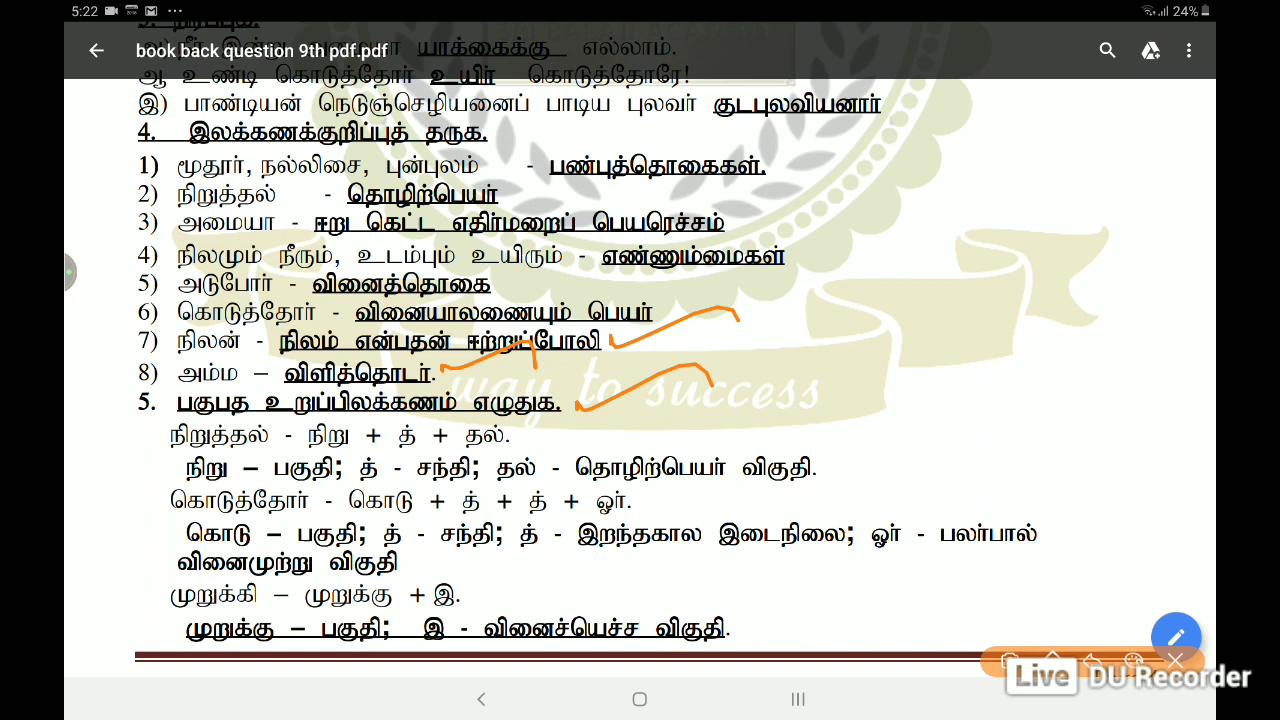 5:22 24%
book back question 9th pdf.pdf
யாக்கைக்கு எல்லாம்.
ஆ உண்டி கொடுத்தோர் உயிர் கொடுத்தோரே!
இ) பாண்டியன் நெடுஞ்செழியனைப் பாடிய புலவர் குடபுலவியனார்
4. இலக்கணக்குறிப்புத் தருக.
1) மூதூர், நல்லிசை, புன்புலம் - பண்புத்தொகைகள்.
2) நிறுத்தல் - தொழிற்பெயர்
3) அமையா - ஈறு கெட்ட எதிர்மறைப் பெயரெச்சம்
4) நிலமும் நீரும், உடம்பும் உயிரும் - எண்ணும்மைகள்
5) அடுபோர் - வினைத்தொகை
6) கொடுத்தோர் - வினையாலணையும் பெயர்
7) நிலன் - நிலம் என்பதன் ஈற்றுப்போலி
8) அம்ம – விளித்தொடர்.
way to success
5. பகுபத உறுப்பிலக்கணம் எழுதுக.
நிறுத்தல் - நிறு + த் + தல்.
நிறு – பகுதி; த் - சந்தி; தல் - தொழிற்பெயர் விகுதி.
கொடுத்தோர் - கொடு + த் + த் + ஓர்.
கொடு – பகுதி; த் - சந்தி; த் - இறந்தகால இடைநிலை; ஓர் - பலர்பால்
வினைமுற்று விகுதி
முறுக்கி – முறுக்கு + இ.
முறுக்கு – பகுதி; இ - வினைச்யெச்ச விகுதி.
Live DU Recorder